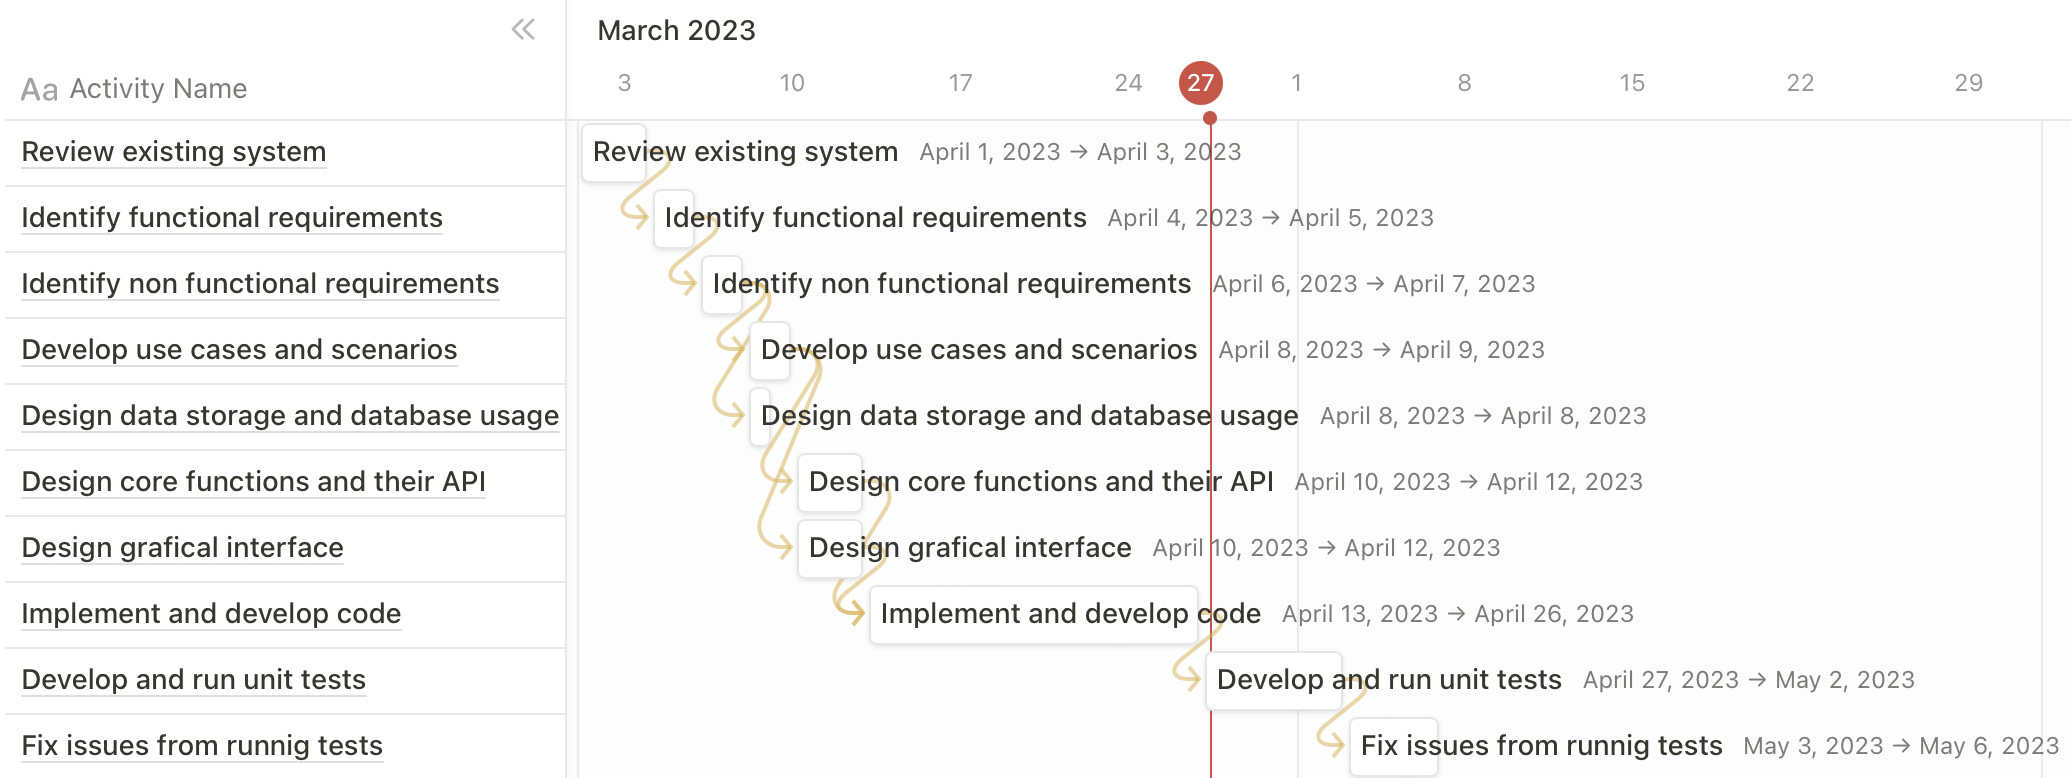 March 2023
Aa Activity Name
3 10 17 24 27 1 8 15 22 29
Review existing system Review existing system April 1, 2023 → April 3, 2023
Identify functional requirements Identify functional requirements April 4, 2023 → April 5, 2023
Identify non functional requirements Identify non functional requirements April 6, 2023 → April 7, 2023
Develop use cases and scenarios Develop use cases and scenarios April 8, 2023 → April 9, 2023
Design data storage and database usage Design data storage and database usage April 8, 2023 → April 8, 2023
Design core functions and their API Design core functions and their API April 10, 2023 → April 12, 2023
Design grafical interface Design grafical interface April 10, 2023 → April 12, 2023
Implement and develop code Implement and develop code April 13, 2023 → April 26, 2023
Develop and run unit tests Develop and run unit tests April 27, 2023 → May 2, 2023
Fix issues from runnig tests Fix issues from runnig tests May 3, 2023 → May 6, 2023